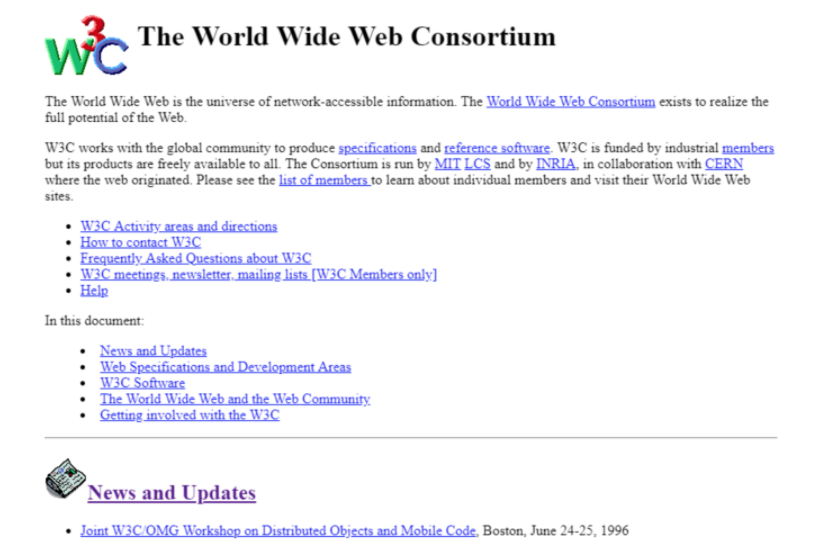 W3C The World Wide Web Consortium
The World Wide Web is the universe of network-accessible information. The World Wide Web Consortium exists to realize the
full potential of the Web.
W3C works with the global community to produce specifications and reference software. W3C is funded by industrial members
but its products are freely available to all. The Consortium is run by MIT LCS and by INRIA, in collaboration with CERN
where the web originated. Please see the list of members to learn about individual members and visit their World Wide Web
sites.
• W3C Activity areas and directions
• How to contact W3C
• Frequently Asked Questions about W3C
• W3C meetings, newsletter, mailing lists [W3C Members only]
• Help
In this document:
• News and Updates
• Web Specifications and Development Areas
• W3C Software
• The World Wide Web and the Web Community
• Getting involved with the W3C
News and Updates
• Joint W3C/OMG Workshop on Distributed Objects and Mobile Code, Boston, June 24-25, 1996